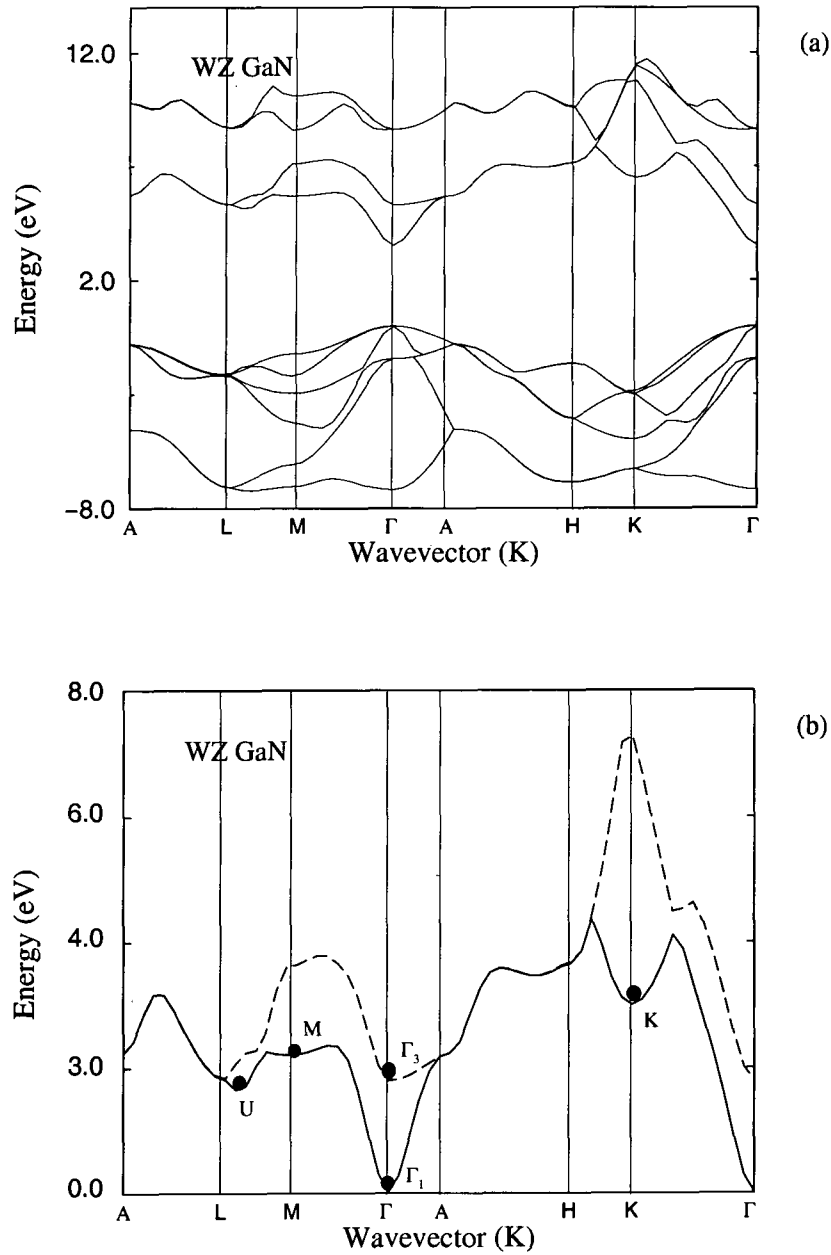 (a)
12.0
WZ GaN
2.0
-8.0
Energy (eV)
A L M Γ A H K Γ
Wavevector (K)
(b)
8.0
WZ GaN
6.0
4.0
3.0
0.0
Energy (eV)
U
M
Γ3
Γ1
K
A L M Γ A H K Γ
Wavevector (K)